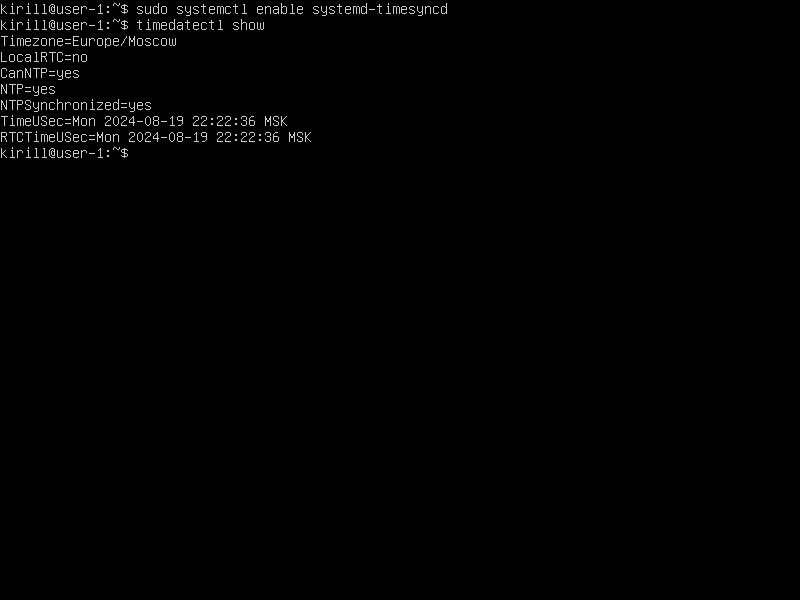 kirill@user-1:~$ sudo systemctl enable systemd-timesyncd
kirill@user-1:~$ timedatectl show
Timezone=Europe/Moscow
LocalRTC=no
CanNTP=yes
NTP=yes
NTPSynchronized=yes
TimeUSec=Mon 2024-08-19 22:22:36 MSK
RTCTimeUSec=Mon 2024-08-19 22:22:36 MSK
kirill@user-1:~$